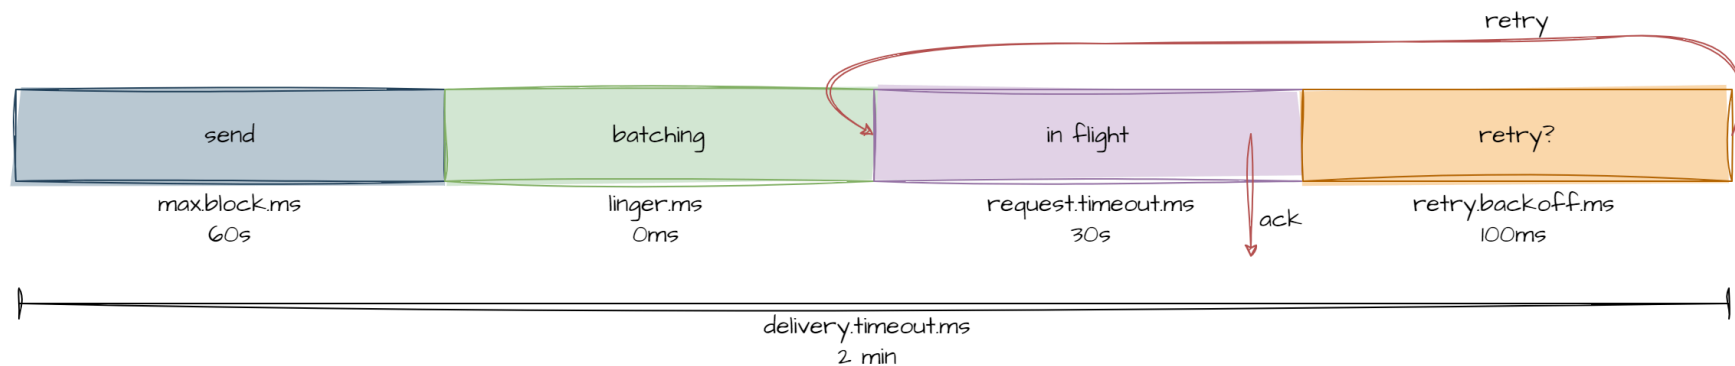 retry
send
batching
in flight
retry?
max.block.ms
60s
linger.ms
0ms
request.timeout.ms
30s
ack
retry.backoff.ms
100ms
delivery.timeout.ms
2 min